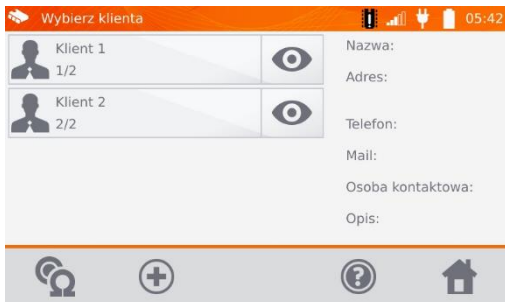 Wybierz klienta
05:42
Klient 1
1/2
Klient 2
2/2
Nazwa:
Adres:
Telefon:
Mail:
Osoba kontaktowa:
Opis: